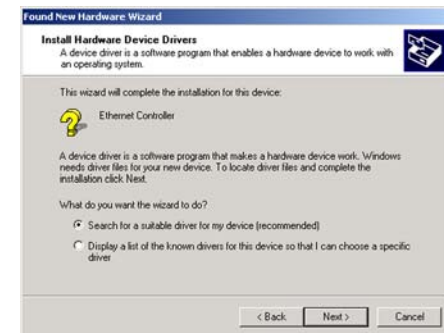 Found New Hardware Wizard
Install Hardware Device Drivers
A device driver is a software program that enables a hardware device to work with
an operating system.
This wizard will complete the installation for this device:
Ethernet Controller
A device driver is a software program that makes a hardware device work. Windows
needs driver files for your new device. To locate driver files and complete the
installation click Next.
What do you want the wizard to do?
Search for a suitable driver for my device (recommended)
Display a list of the known drivers for this device so that I can choose a specific
driver
< Back Next > Cancel